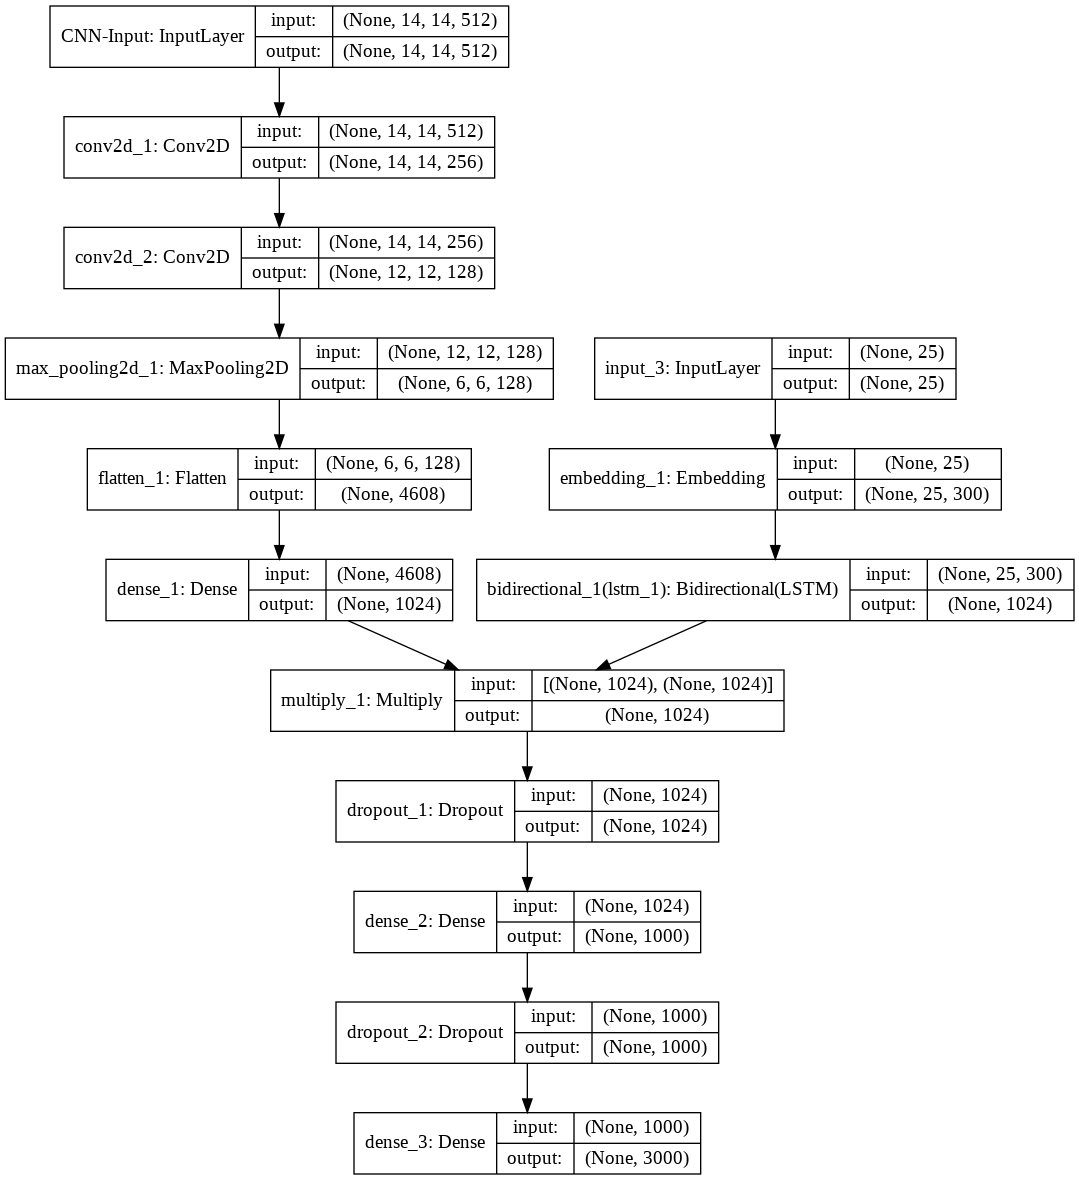 CNN-Input: InputLayer
input: (None, 14, 14, 512)
output: (None, 14, 14, 512)
conv2d_1: Conv2D
input: (None, 14, 14, 512)
output: (None, 14, 14, 256)
conv2d_2: Conv2D
input: (None, 14, 14, 256)
output: (None, 12, 12, 128)
max_pooling2d_1: MaxPooling2D
input: (None, 12, 12, 128)
output: (None, 6, 6, 128)
input_3: InputLayer
input: (None, 25)
output: (None, 25)
flatten_1: Flatten
input: (None, 6, 6, 128)
output: (None, 4608)
embedding_1: Embedding
input: (None, 25)
output: (None, 25, 300)
dense_1: Dense
input: (None, 4608)
output: (None, 1024)
bidirectional_1(lstm_1): Bidirectional(LSTM)
input: (None, 25, 300)
output: (None, 1024)
multiply_1: Multiply
input: [(None, 1024), (None, 1024)]
output: (None, 1024)
dropout_1: Dropout
input: (None, 1024)
output: (None, 1024)
dense_2: Dense
input: (None, 1024)
output: (None, 1000)
dropout_2: Dropout
input: (None, 1000)
output: (None, 1000)
dense_3: Dense
input: (None, 1000)
output: (None, 3000)